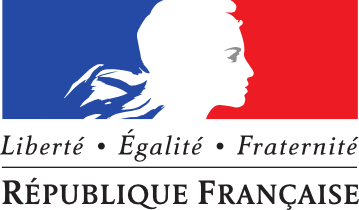 Liberté • Égalité • Fraternité
RÉPUBLIQUE FRANÇAISE